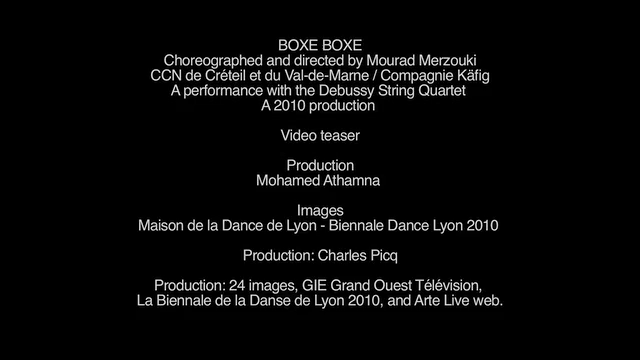 BOXE BOXE
Choreographed and directed by Mourad Merzouki
CCN de Créteil et du Val-de-Marne / Compagnie Käfig
A performance with the Debussy String Quartet
A 2010 production
Video teaser
Production
Mohamed Athamna
Images
Maison de la Dance de Lyon - Biennale Dance Lyon 2010
Production: Charles Picq
Production: 24 images, GIE Grand Ouest Télévision,
La Biennale de la Danse de Lyon 2010, and Arte Live web.